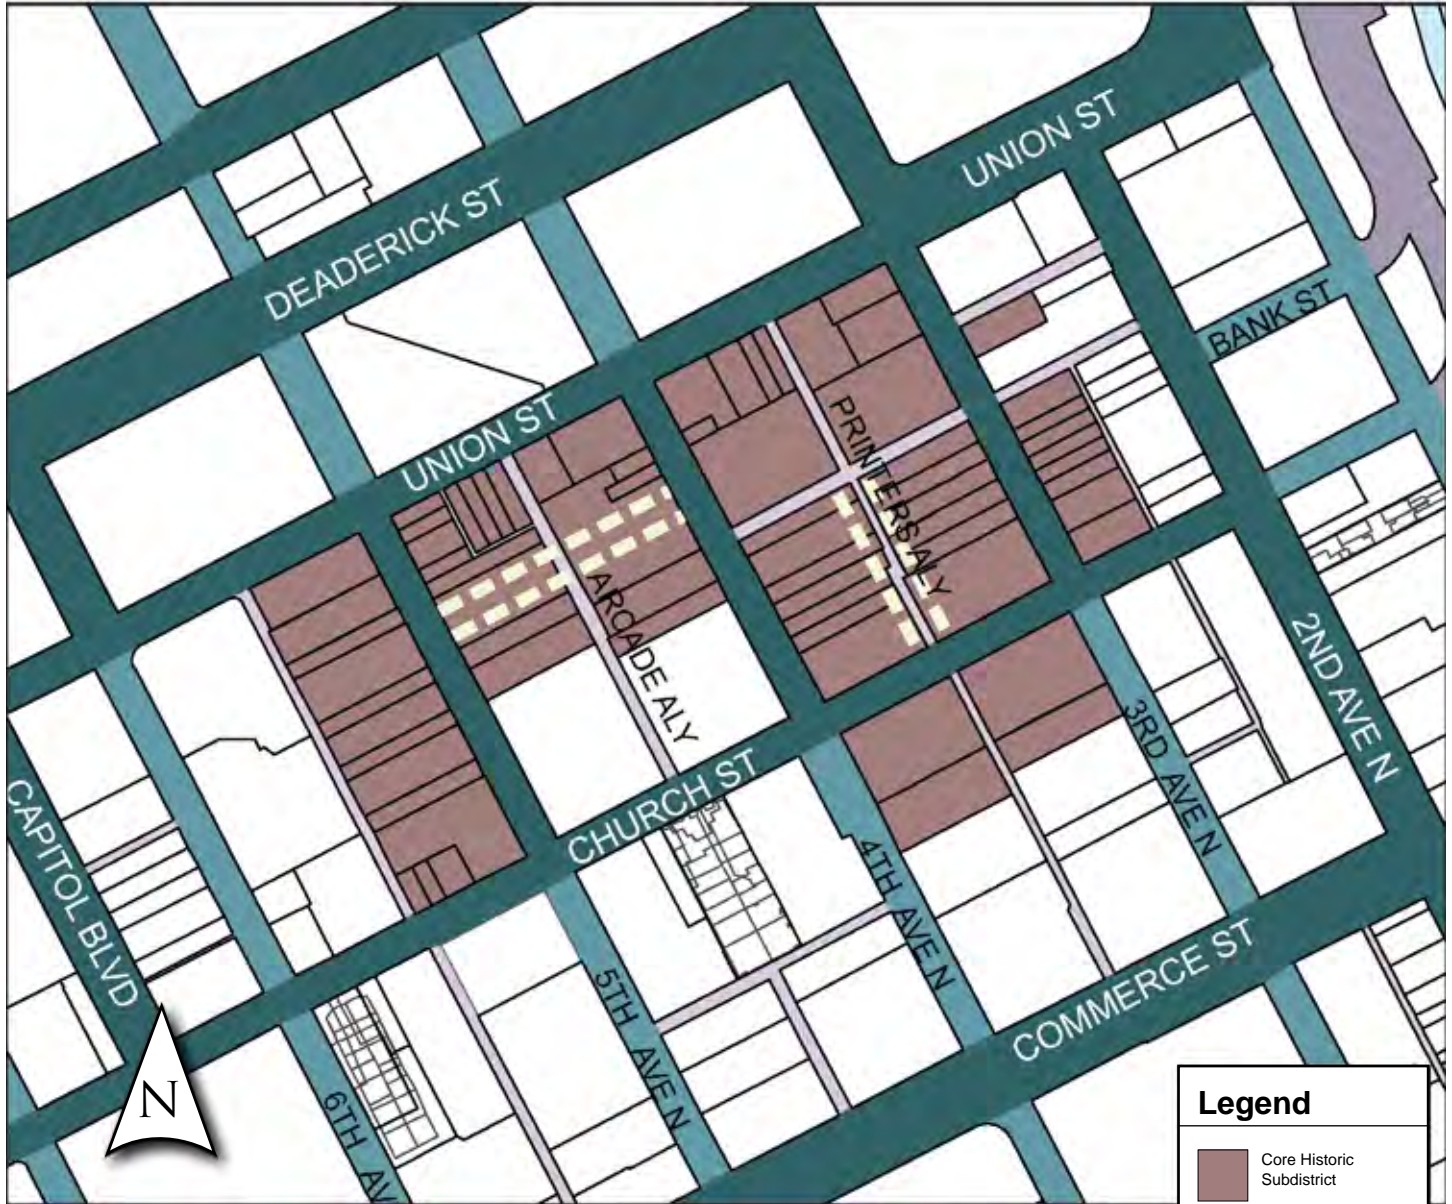 UNION ST
DEADERICK ST
BANK ST
UNION ST
PRINTERS ALY
ARCADE ALY
2ND AVE N
3RD AVE N
CHURCH ST
CAPITOL BLVD
4TH AVE N
COMMERCE ST
5TH AVE N
6TH AV
N
Legend
Core Historic
Subdistrict